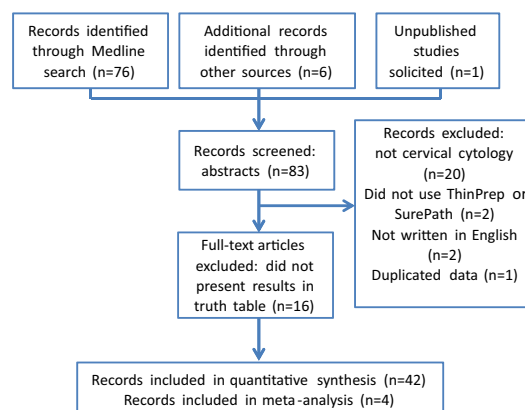 Records identified
through Medline
search (n=76)
Additional records
identified through
other sources (n=6)
Unpublished
studies
solicited (n=1)
Records screened:
abstracts (n=83)
Records excluded:
not cervical cytology
(n=20)
Did not use ThinPrep or
SurePath (n=2)
Not written in English
(n=2)
Duplicated data (n=1)
Full-text articles
excluded: did not
present results in
truth table (n=16)
Records included in quantitative synthesis (n=42)
Records included in meta-analysis (n=4)